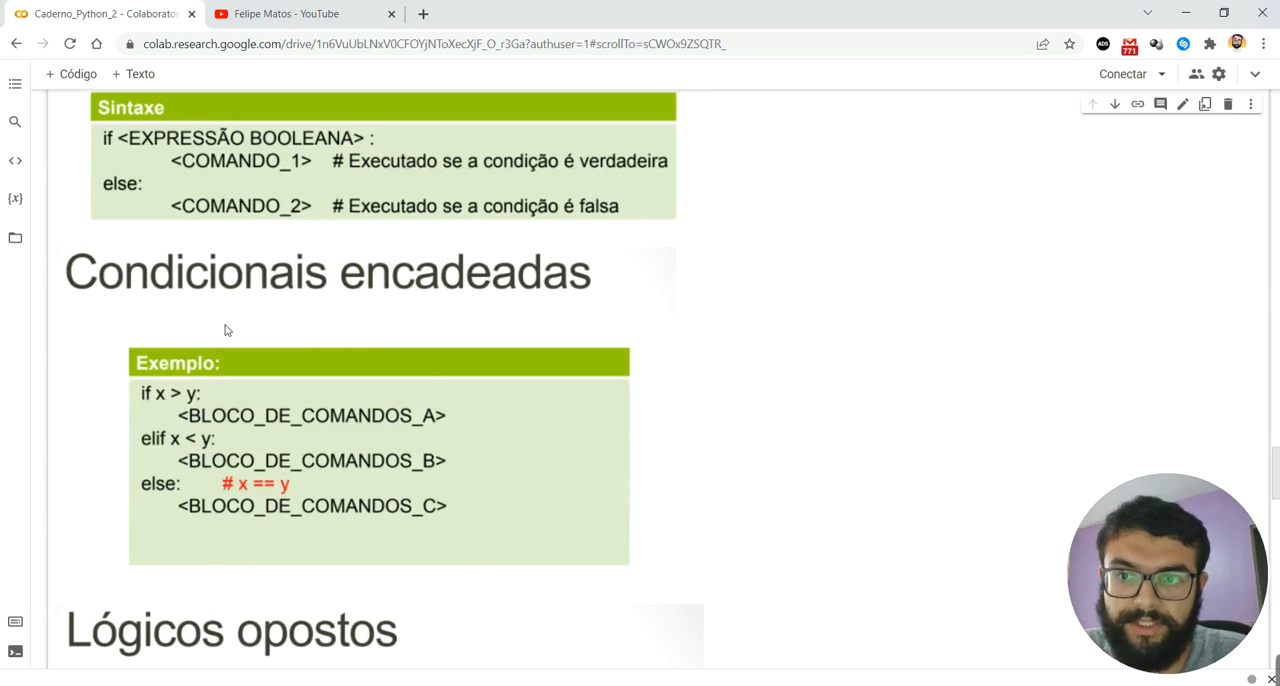 Caderno_Python_2 - Colaborator
Felipe Matos - YouTube
colab.research.google.com/drive/1n6VuUbLNxV0CFOYjNToXecXjF_O_r3Ga?authuser=1#scrollTo=sCWOx9ZSQTR_
ABS
771
+ Código + Texto
Conectar
Sintaxe
if <EXPRESSÃO BOOLEANA> :
<COMANDO_1> # Executado se a condição é verdadeira
else:
<COMANDO_2> # Executado se a condição é falsa
Condicionais encadeadas
Exemplo:
if x > y:
<BLOCO_DE_COMANDOS_A>
elif x < y:
<BLOCO_DE_COMANDOS_B>
else: # x == y
<BLOCO_DE_COMANDOS_C>
Lógicos opostos